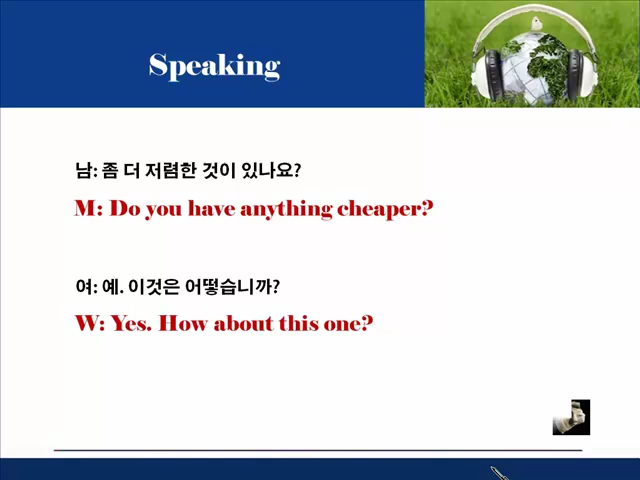 Speaking
남: 좀 더 저렴한 것이 있나요?
M: Do you have anything cheaper?
여: 예. 이것은 어떻습니까?
W: Yes. How about this one?